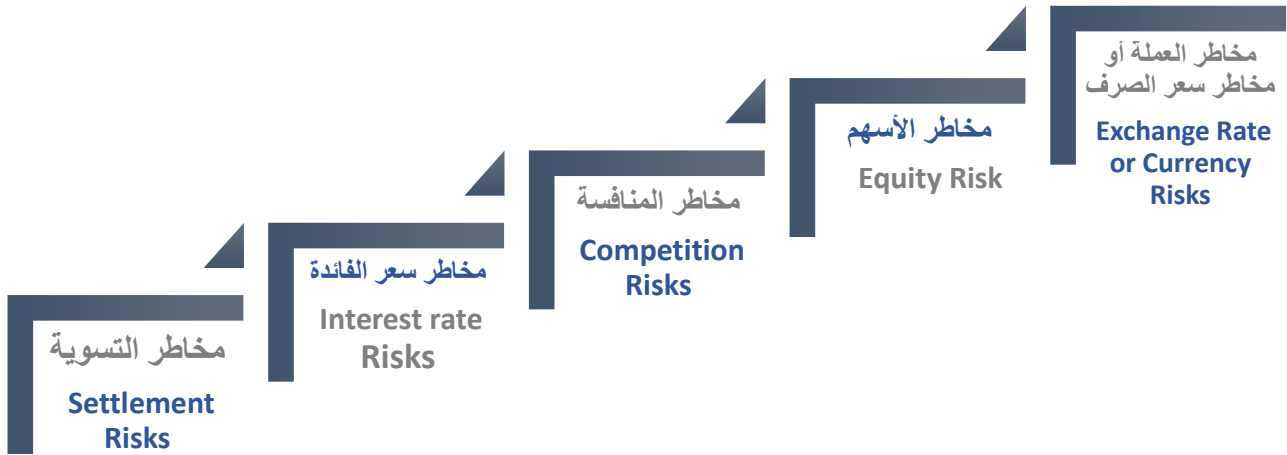 مخاطر التسوية
Settlement
Risks
مخاطر سعر الفائدة
Interest rate
Risks
مخاطر المنافسة
Competition
Risks
مخاطر الأسهم
Equity Risk
مخاطر العملة أو
مخاطر سعر الصرف
Exchange Rate
or Currency
Risks